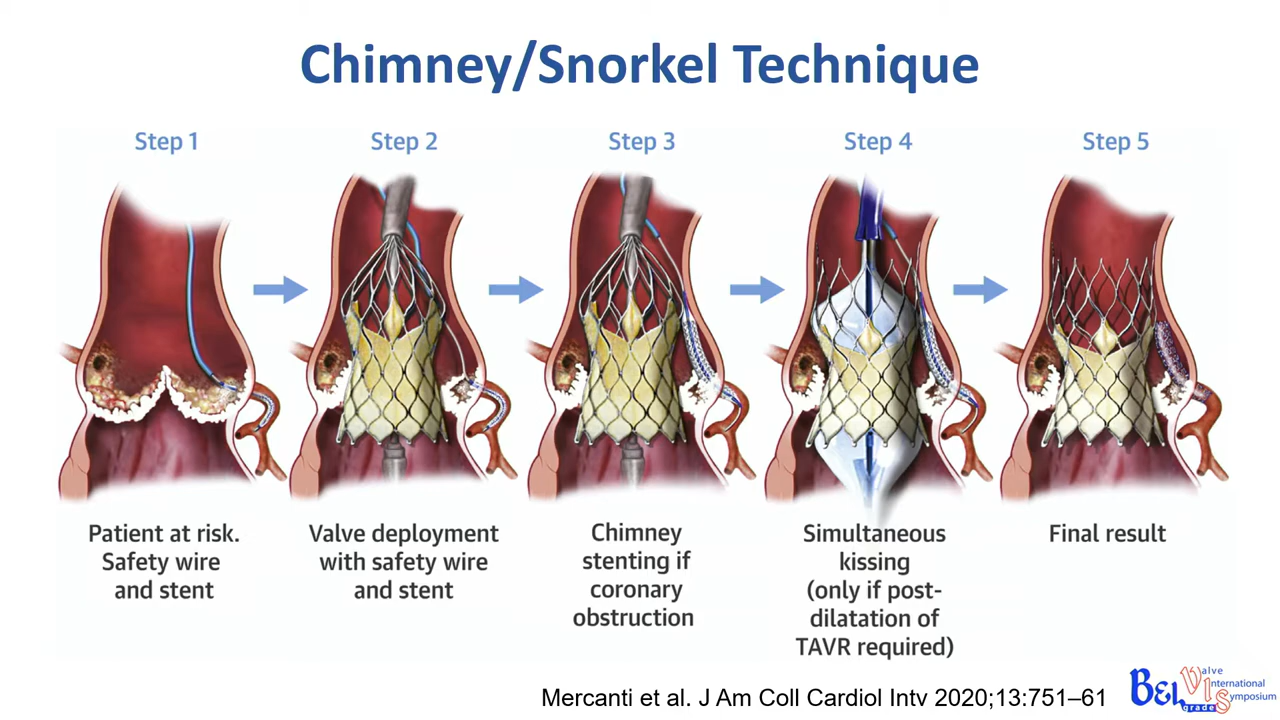 Chimney/Snorkel Technique
Step 1
Step 2
Step 3
Step 4
Step 5
Patient at risk.
Safety wire
and stent
Valve deployment
with safety wire
and stent
Chimney
stenting if
coronary
obstruction
Simultaneous
kissing
(only if post-
dilatation of
TAVR required)
Final result
Mercanti et al. J Am Coll Cardiol Intv 2020;13:751–61
BEL
grade
Valve
International
Symposium